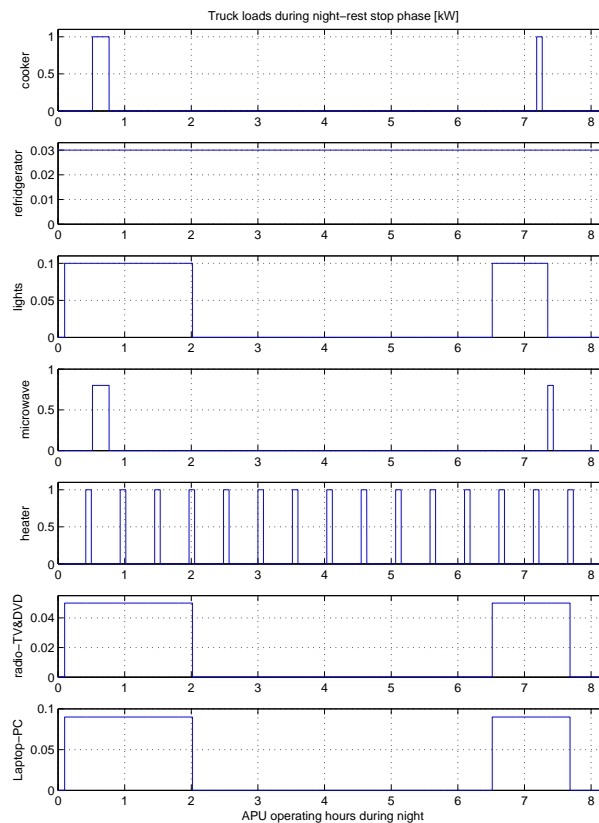 Truck loads during night−rest stop phase [kW]
1
0.5
0
cooker
0 1 2 3 4 5 6 7 8
0.03
0.02
0.01
0
refridgerator
0 1 2 3 4 5 6 7 8
0.1
0.05
0
lights
0 1 2 3 4 5 6 7 8
1
0.5
0
microwave
0 1 2 3 4 5 6 7 8
1
0.5
0
heater
0 1 2 3 4 5 6 7 8
0.04
0.02
0
radio−TV&DVD
0 1 2 3 4 5 6 7 8
0.1
0.05
0
Laptop−PC
0 1 2 3 4 5 6 7 8
APU operating hours during night